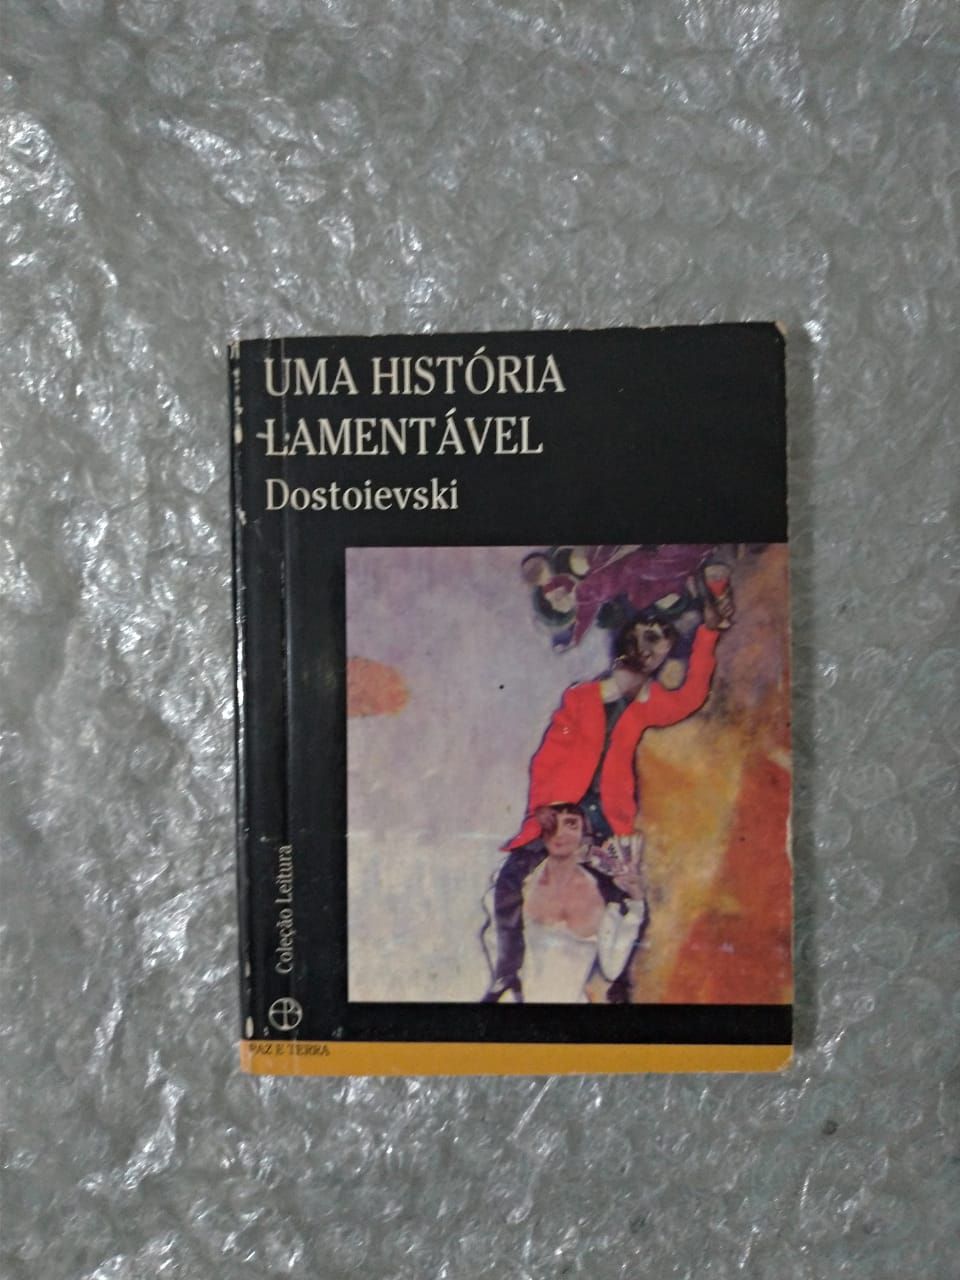 UMA HISTÓRIA
LAMENTÁVEL
Dostoievski
Coleção Leitura
PAZ E TERRA